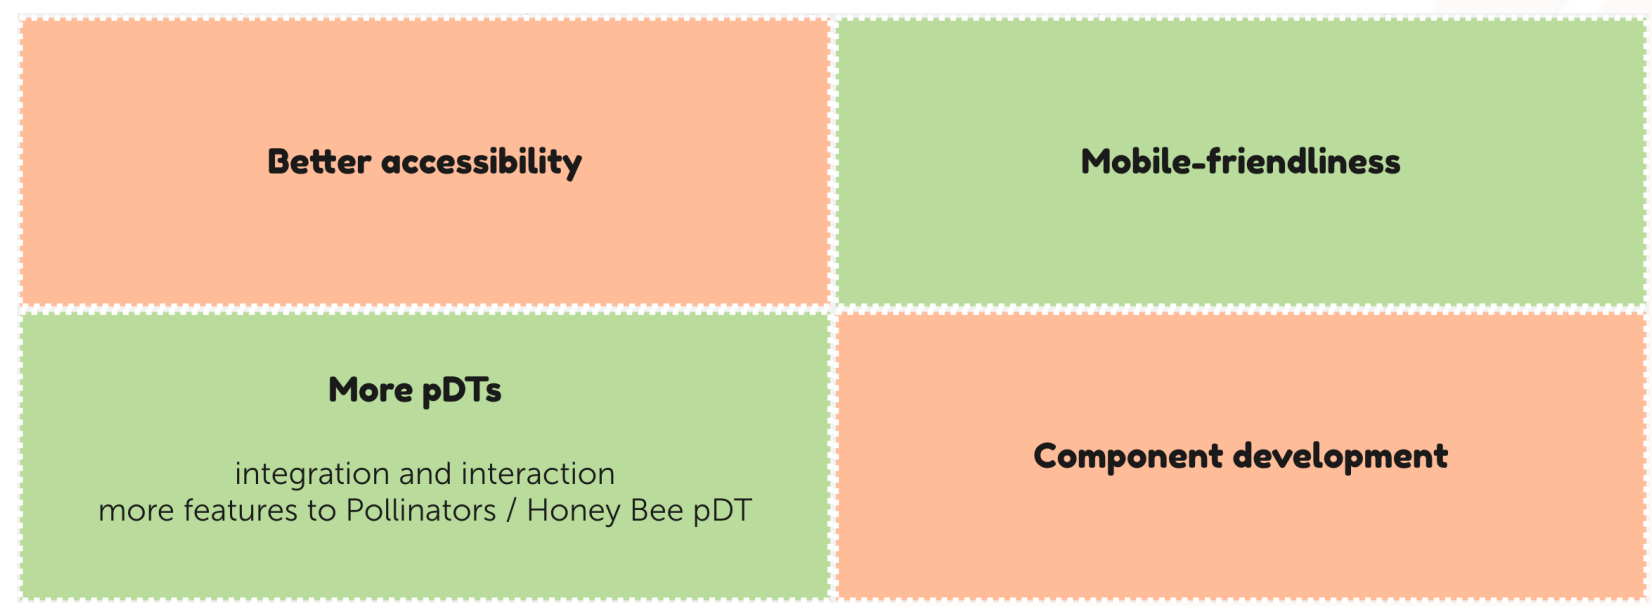 Better accessibility
Mobile-friendliness
More pDTs
integration and interaction
more features to Pollinators / Honey Bee pDT
Component development